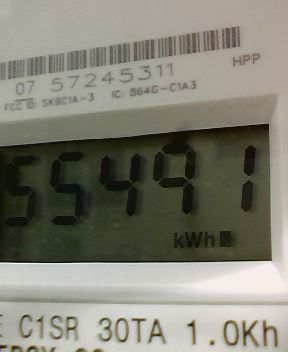 07 57245311
HPP
FCC ID: SK9C1A-3 IC: 864G-C1A3
55491
kWh
C1SR 30TA 1.0Kh